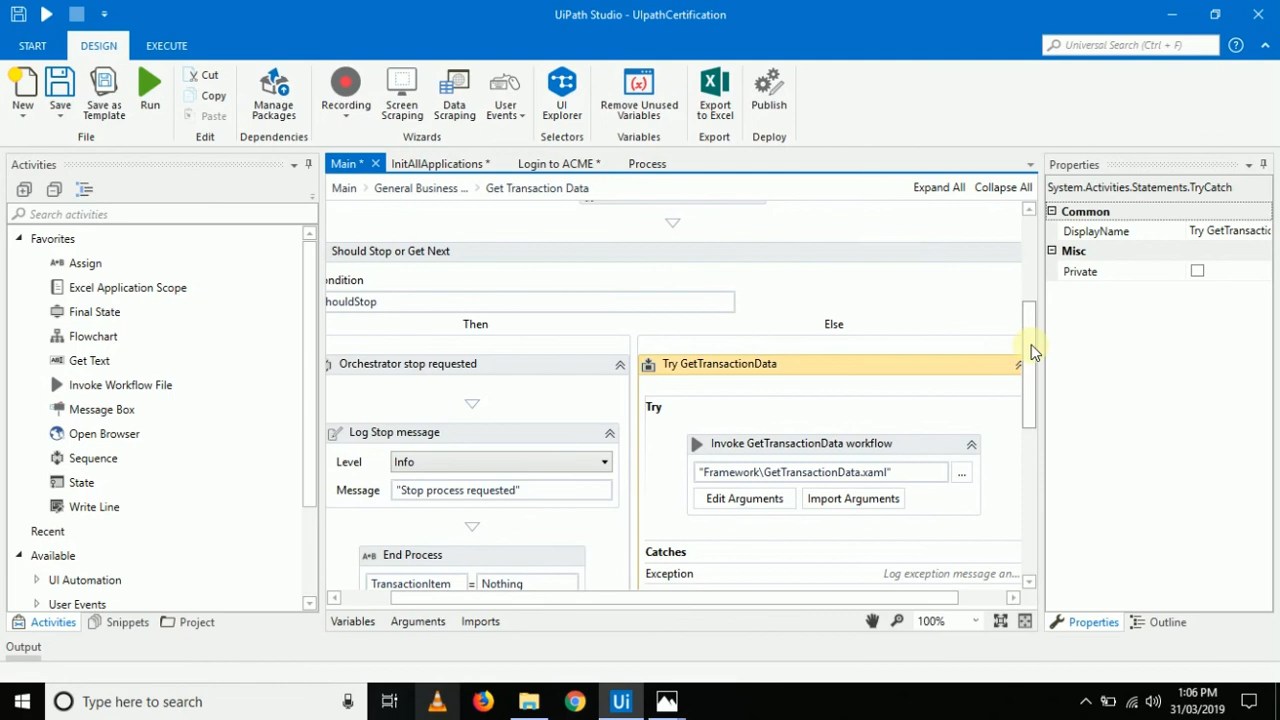 UiPath Studio - UIpathCertification
START
DESIGN
EXECUTE
Universal Search (Ctrl + F)
New
Save
Save as Template
Run
Cut
Copy
Paste
Manage Packages
Recording
Screen Scraping
Data Scraping
User Events
UI Explorer
Remove Unused Variables
Export to Excel
Publish
File
Edit
Dependencies
Wizards
Selectors
Variables
Export
Deploy
Activities
Search activities
Favorites
Assign
Excel Application Scope
Final State
Flowchart
Get Text
Invoke Workflow File
Message Box
Open Browser
Sequence
State
Write Line
Recent
Available
UI Automation
User Events
Activities
Snippets
Project
Output
Main *
InitAllApplications *
Login to ACME *
Process
Main
General Business ...
Get Transaction Data
Expand All
Collapse All
Should Stop or Get Next
ondition
houldStop
Then
Else
Orchestrator stop requested
Log Stop message
Level
Info
Message
"Stop process requested"
A+B End Process
TransactionItem = Nothing
Try GetTransactionData
Try
Invoke GetTransactionData workflow
"Framework\GetTransactionData.xaml"
...
Edit Arguments
Import Arguments
Catches
Exception
Log exception message an...
Variables
Arguments
Imports
100%
Properties
System.Activities.Statements.TryCatch
Common
DisplayName
Try GetTransactic
Misc
Private
Properties
Outline
Type here to search
Ui
1:06 PM
31/03/2019